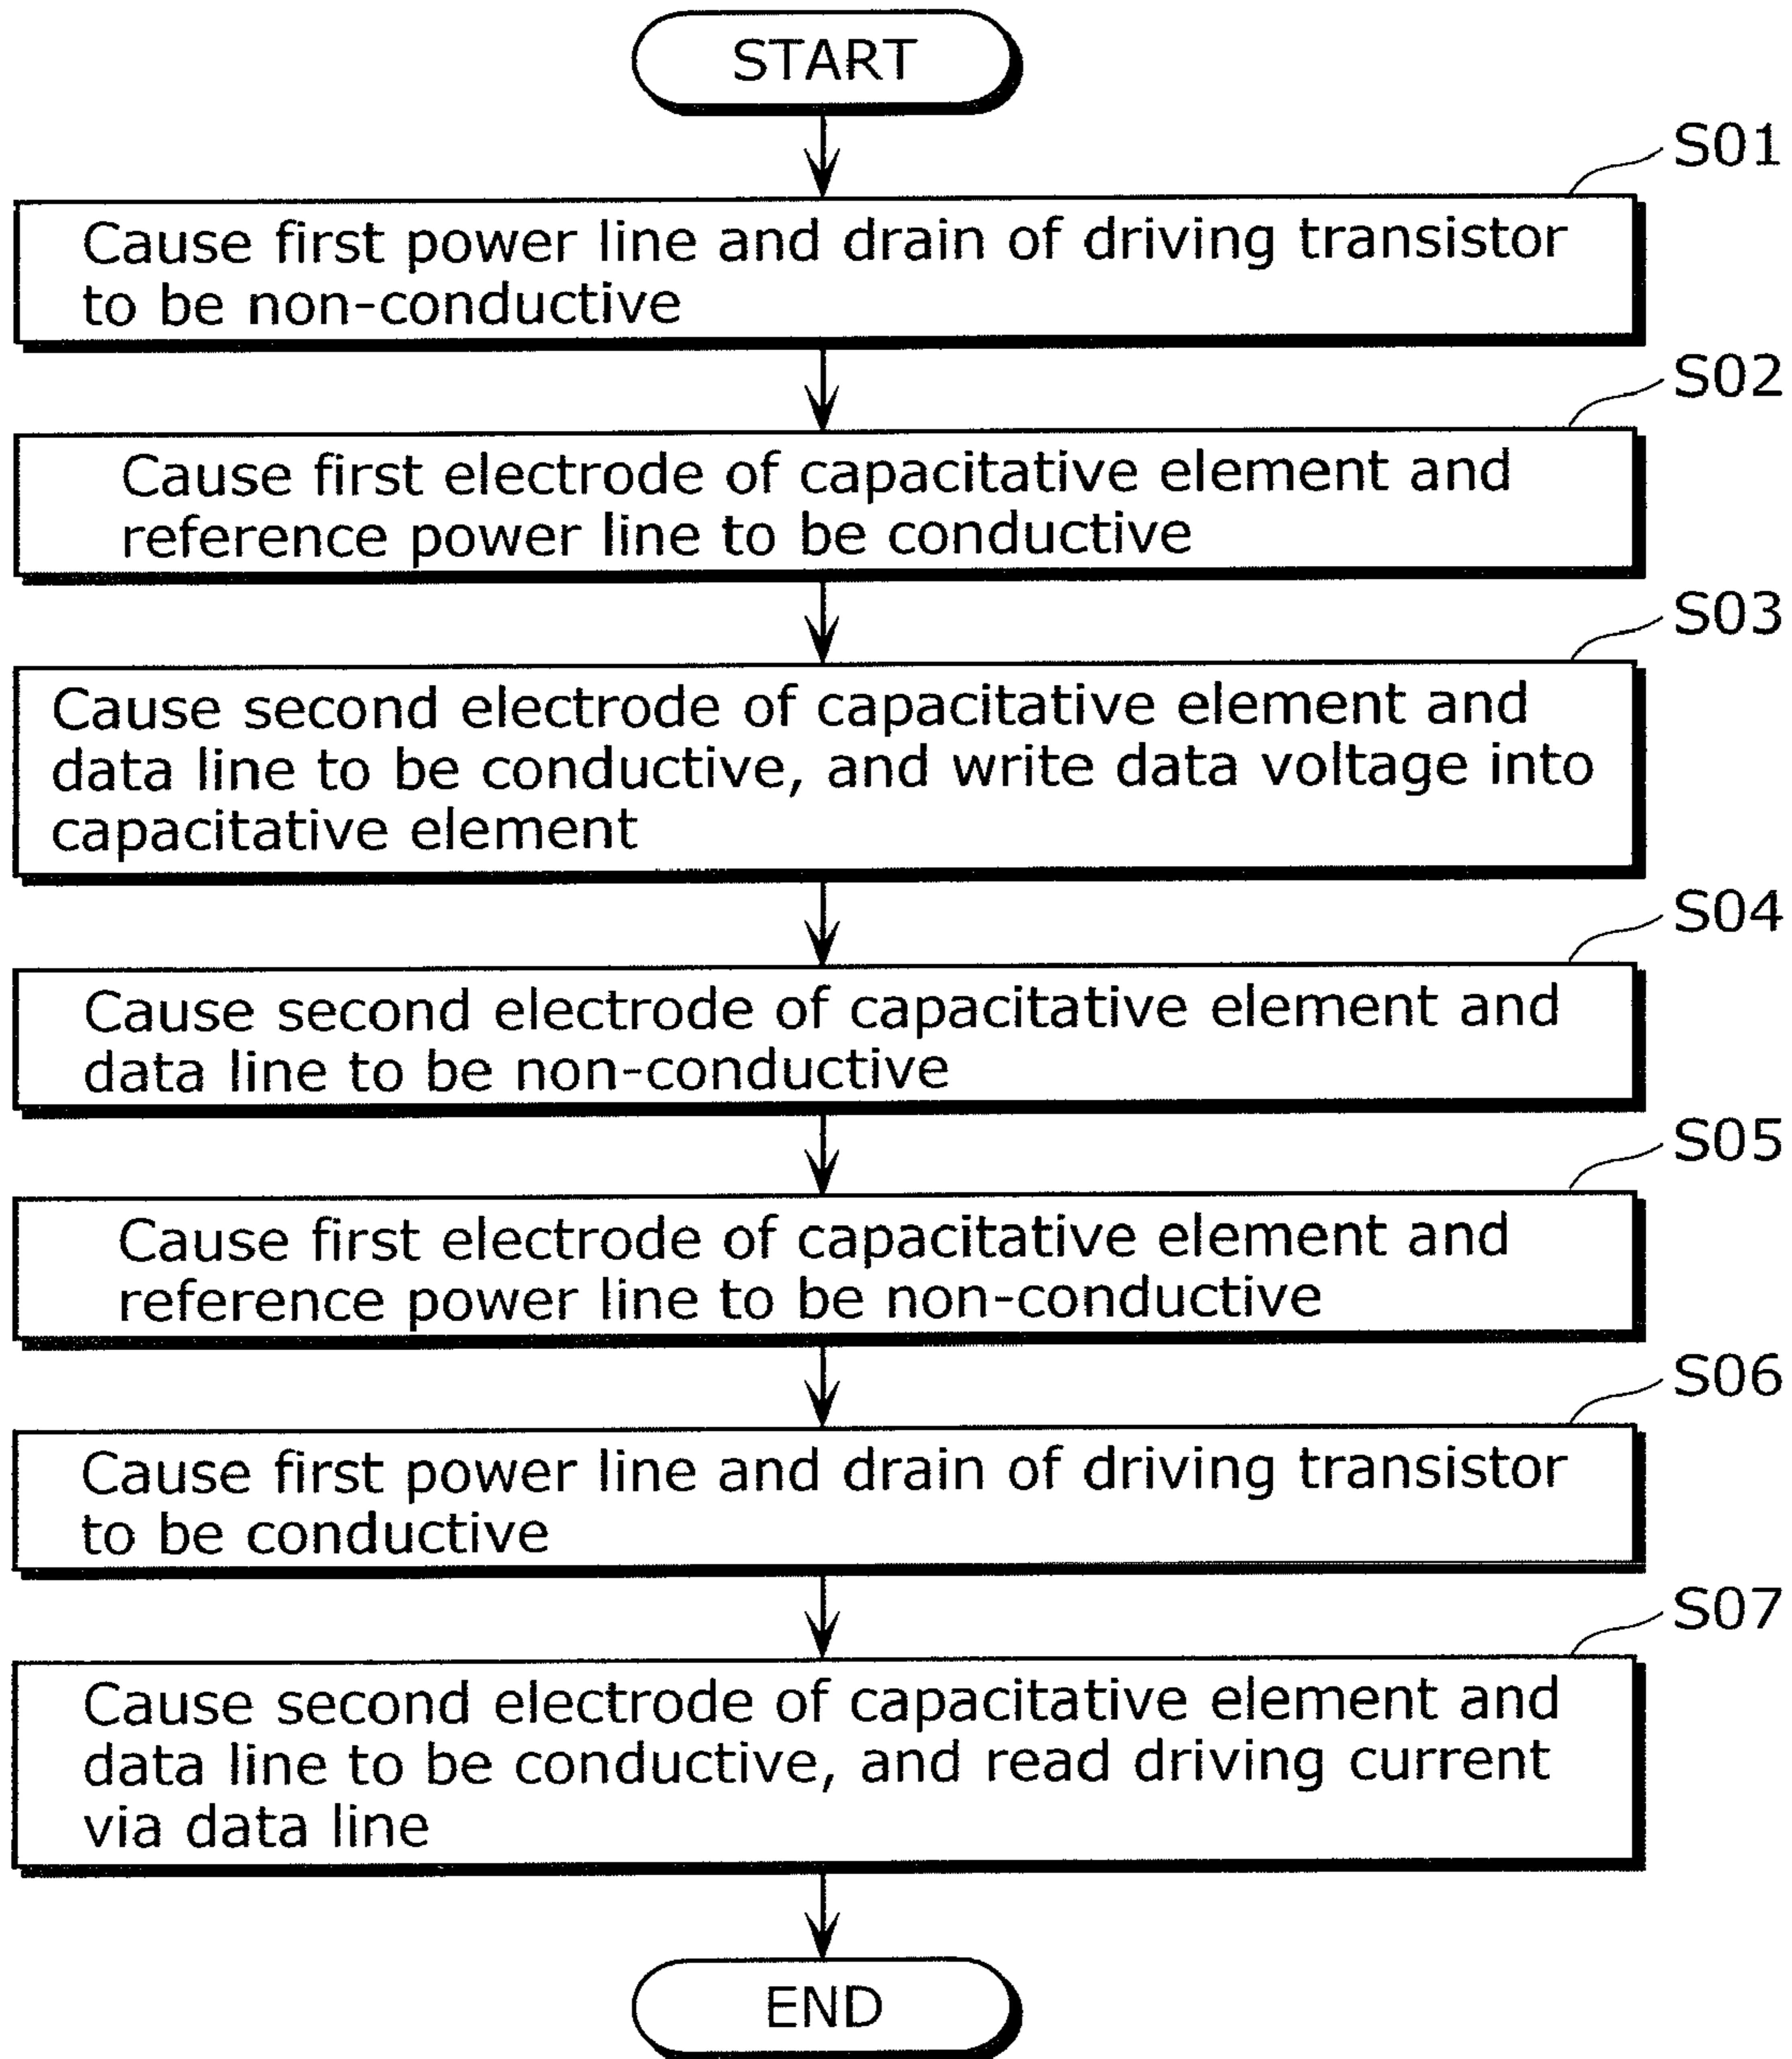 START
S01
Cause first power line and drain of driving transistor
to be non-conductive
S02
Cause first electrode of capacitative element and
reference power line to be conductive
S03
Cause second electrode of capacitative element and
data line to be conductive, and write data voltage into
capacitative element
S04
Cause second electrode of capacitative element and
data line to be non-conductive
S05
Cause first electrode of capacitative element and
reference power line to be non-conductive
S06
Cause first power line and drain of driving transistor
to be conductive
S07
Cause second electrode of capacitative element and
data line to be conductive, and read driving current
via data line
END